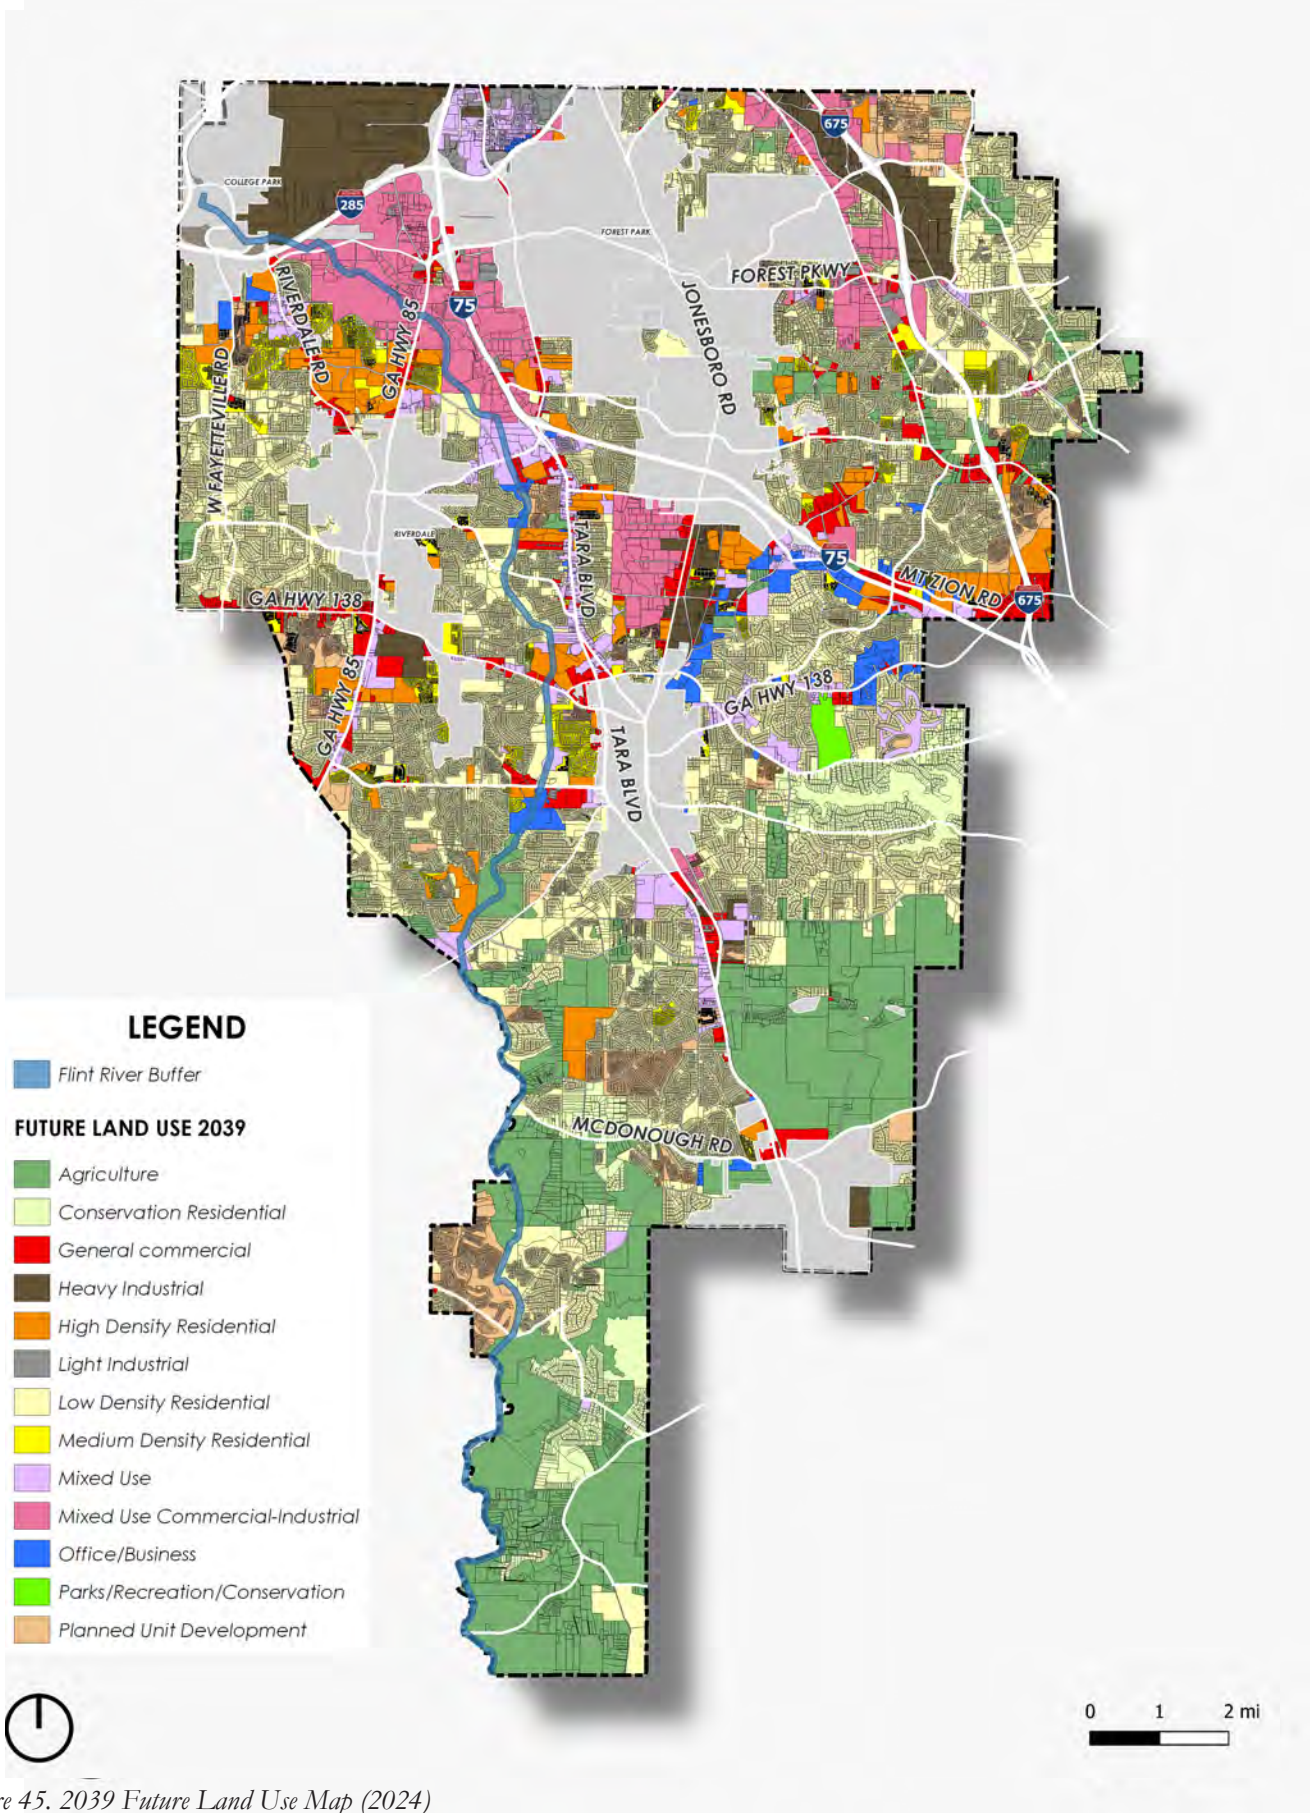 675
COLLEGE PARK
285
FOREST PARK
FOREST PKWY
RIVERDALE RD
GA HWY 85
75
JONESBORO RD
W FAYETTEVILLE RD
RIVERDALE
TARA BLVD
75
MT ZION RD
675
GA HWY 138
GA HWY 85
GA HWY 138
TARA BLVD
MCDONOUGH RD
LEGEND
Flint River Buffer
FUTURE LAND USE 2039
Agriculture
Conservation Residential
General commercial
Heavy Industrial
High Density Residential
Light Industrial
Low Density Residential
Medium Density Residential
Mixed Use
Mixed Use Commercial-Industrial
Office/Business
Parks/Recreation/Conservation
Planned Unit Development
0 1 2 mi
re 45. 2039 Future Land Use Map (2024)